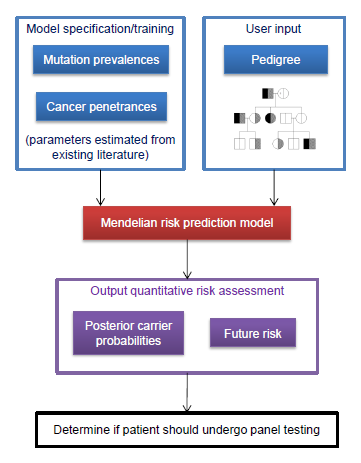 Model specification/training
Mutation prevalences
Cancer penetrances
(parameters estimated from
existing literature)
User input
Pedigree
Mendelian risk prediction model
Output quantitative risk assessment
Posterior carrier
probabilities
Future risk
Determine if patient should undergo panel testing